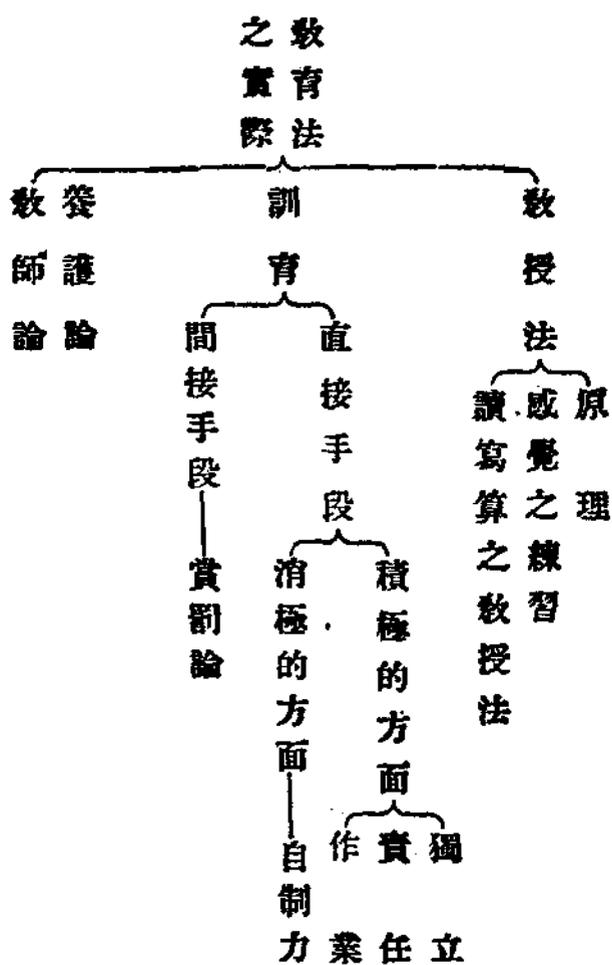 教育法
之實際
教授法
原理
感覺之練習
讀寫算之教授法
訓育
直接手段
積極的方面
獨立
責任
作業
消極的方面
自制力
間接手段
賞罰論
養護論
教師論